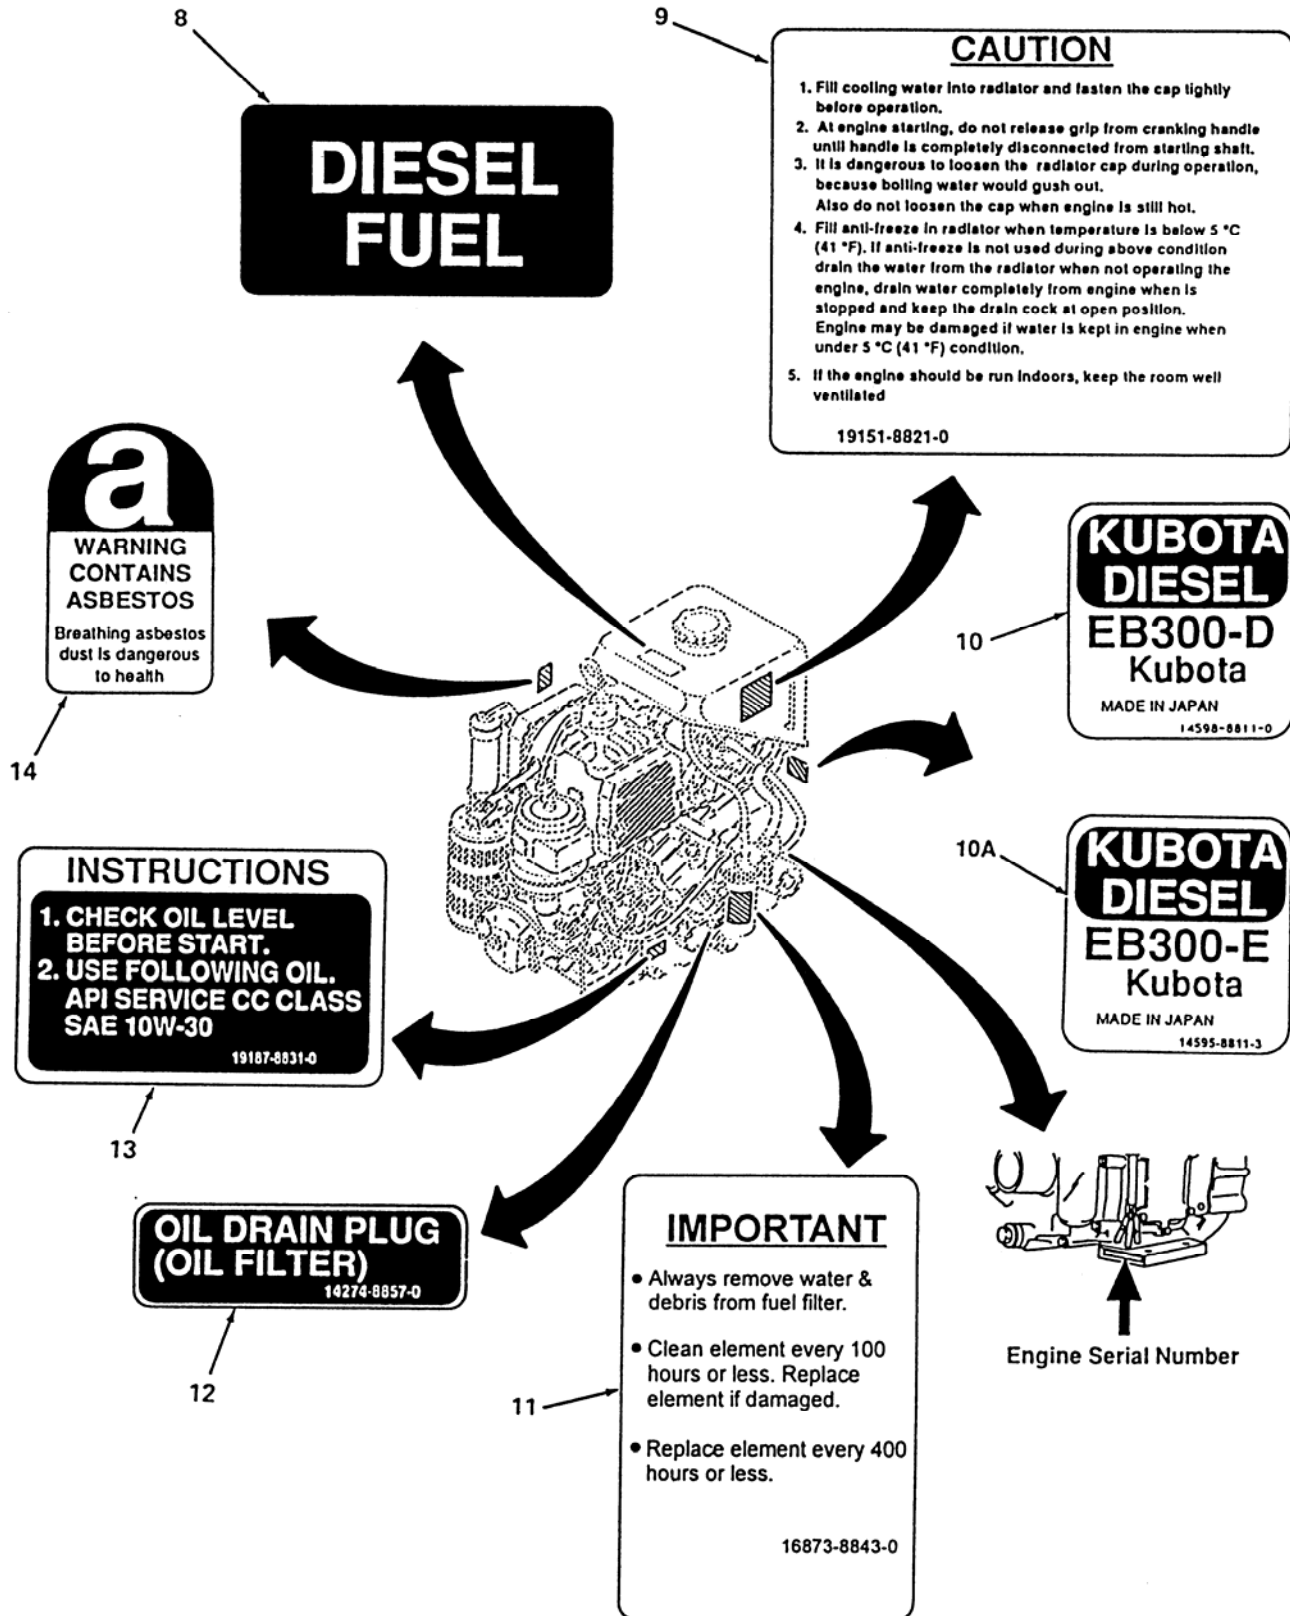 8
DIESEL
FUEL
9
CAUTION
1. Fill cooling water into radiator and fasten the cap tightly
before operation.
2. At engine starting, do not release grip from cranking handle
until handle is completely disconnected from starting shaft.
3. It is dangerous to loosen the radiator cap during operation,
because boiling water would gush out.
Also do not loosen the cap when engine is still hot.
4. Fill anti-freeze in radiator when temperature is below 5 °C
(41 °F). If anti-freeze is not used during above condition
drain the water from the radiator when not operating the
engine, drain water completely from engine when is
stopped and keep the drain cock at open position.
Engine may be damaged if water is kept in engine when
under 5 °C (41 °F) condition.
5. If the engine should be run indoors, keep the room well
ventilated
19151-8821-0
a
WARNING
CONTAINS
ASBESTOS
Breathing asbestos
dust is dangerous
to health
14
10
KUBOTA
DIESEL
EB300-D
Kubota
MADE IN JAPAN
14598-8811-0
10A
KUBOTA
DIESEL
EB300-E
Kubota
MADE IN JAPAN
14595-8811-3
INSTRUCTIONS
1. CHECK OIL LEVEL
BEFORE START.
2. USE FOLLOWING OIL.
API SERVICE CC CLASS
SAE 10W-30
19187-8831-0
13
OIL DRAIN PLUG
(OIL FILTER)
14274-8857-0
12
11
IMPORTANT
• Always remove water &
debris from fuel filter.
• Clean element every 100
hours or less. Replace
element if damaged.
• Replace element every 400
hours or less.
16873-8843-0
Engine Serial Number